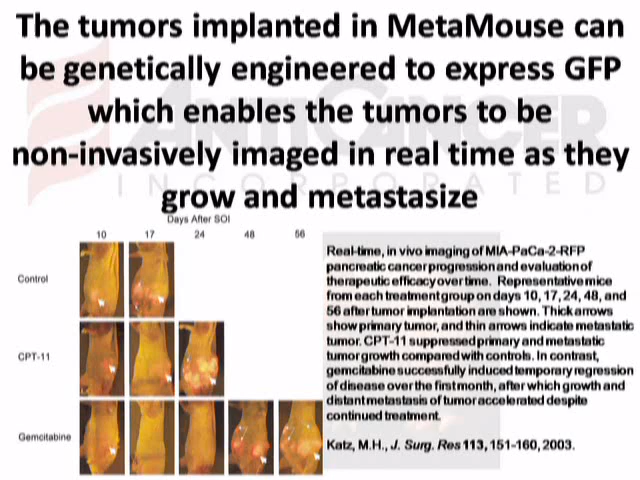 The tumors implanted in MetaMouse can
be genetically engineered to express GFP
which enables the tumors to be
non-invasively imaged in real time as they
grow and metastasize
ANTICANCER
INCORPORATED
Days After SOI
10 17 24 48 56
Control
CPT-11
Gemcitabine
Real-time, in vivo imaging of MIA-PaCa-2-RFP
pancreatic cancer progression and evaluation of
therapeutic efficacy over time. Representative mice
from each treatment group on days 10, 17, 24, 48, and
56 after tumor implantation are shown. Thick arrows
show primary tumor, and thin arrows indicate metastatic
tumor. CPT-11 suppressed primary and metastatic
tumor growth compared with controls. In contrast,
gemcitabine successfully induced temporary regression
of disease over the first month, after which growth and
distant metastasis of tumor accelerated despite
continued treatment.
Katz, M.H., J. Surg. Res 113, 151-160, 2003.